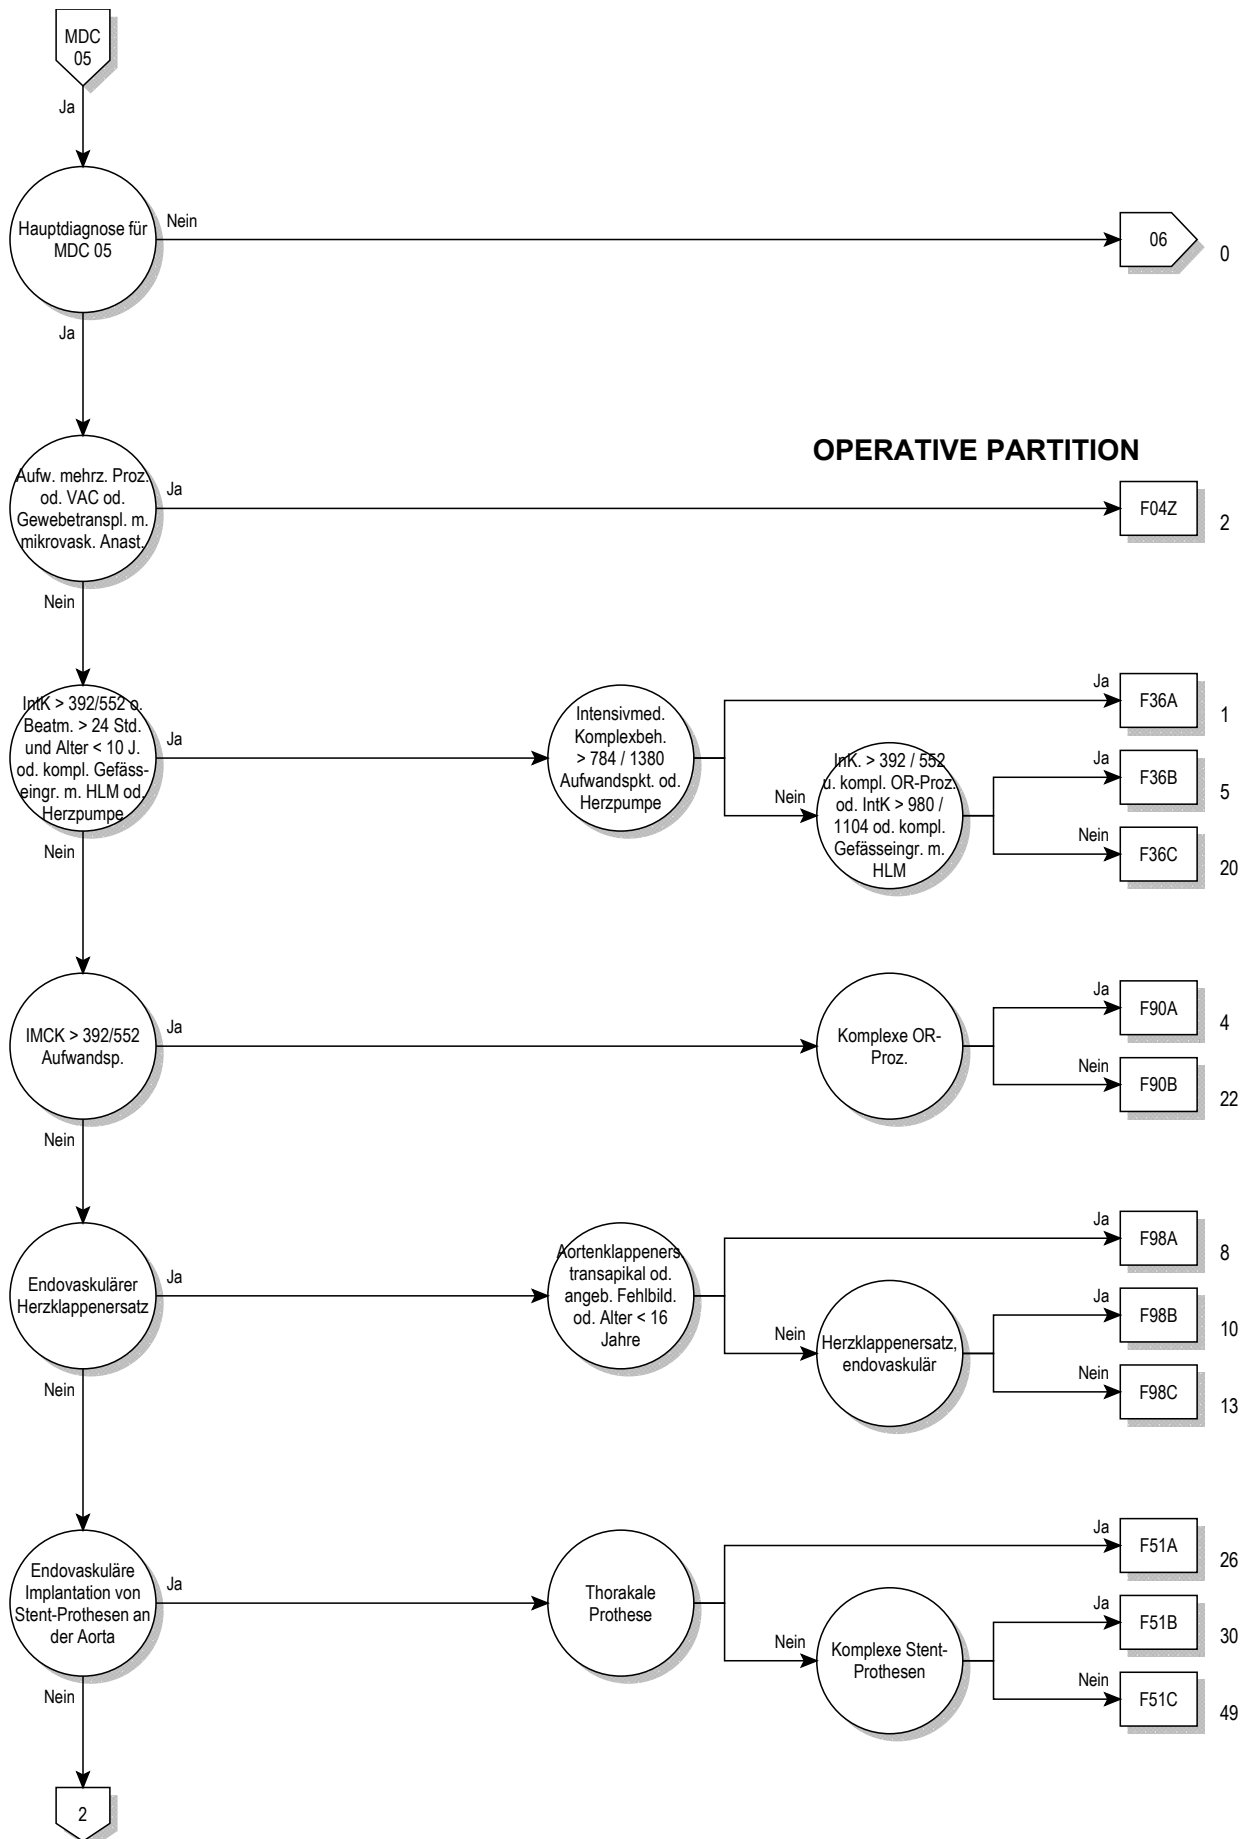 MDC
05
Ja
Hauptdiagnose für
MDC 05
Nein
06
0
Ja
OPERATIVE PARTITION
Aufw. mehrz. Proz.
od. VAC od.
Gewebetranspl. m.
mikrovask. Anast.
Ja
F04Z
2
Nein
IntK > 392/552 o.
Beatm. > 24 Std.
und Alter < 10 J.
od. kompl. Gefäss-
eingr. m. HLM od.
Herzpumpe
Ja
Intensivmed.
Komplexbeh.
> 784 / 1380
Aufwandspkt. od.
Herzpumpe
Ja
F36A
1
Nein
InK. > 392 / 552
u. kompl. OR-Proz.
od. IntK > 980 /
1104 od. kompl.
Gefässeingr. m.
HLM
Ja
F36B
5
Nein
F36C
20
Nein
IMCK > 392/552
Aufwandsp.
Ja
Komplexe OR-
Proz.
Ja
F90A
4
Nein
F90B
22
Nein
Endovaskulärer
Herzklappenersatz
Ja
Aortenklappeners
transapikal od.
angeb. Fehlbild.
od. Alter < 16
Jahre
Ja
F98A
8
Nein
Herzklappenersatz,
endovaskulär
Ja
F98B
10
Nein
F98C
13
Nein
Endovaskuläre
Implantation von
Stent-Prothesen an
der Aorta
Ja
Thorakale
Prothese
Ja
F51A
26
Nein
Komplexe Stent-
Prothesen
Ja
F51B
30
Nein
F51C
49
Nein
2